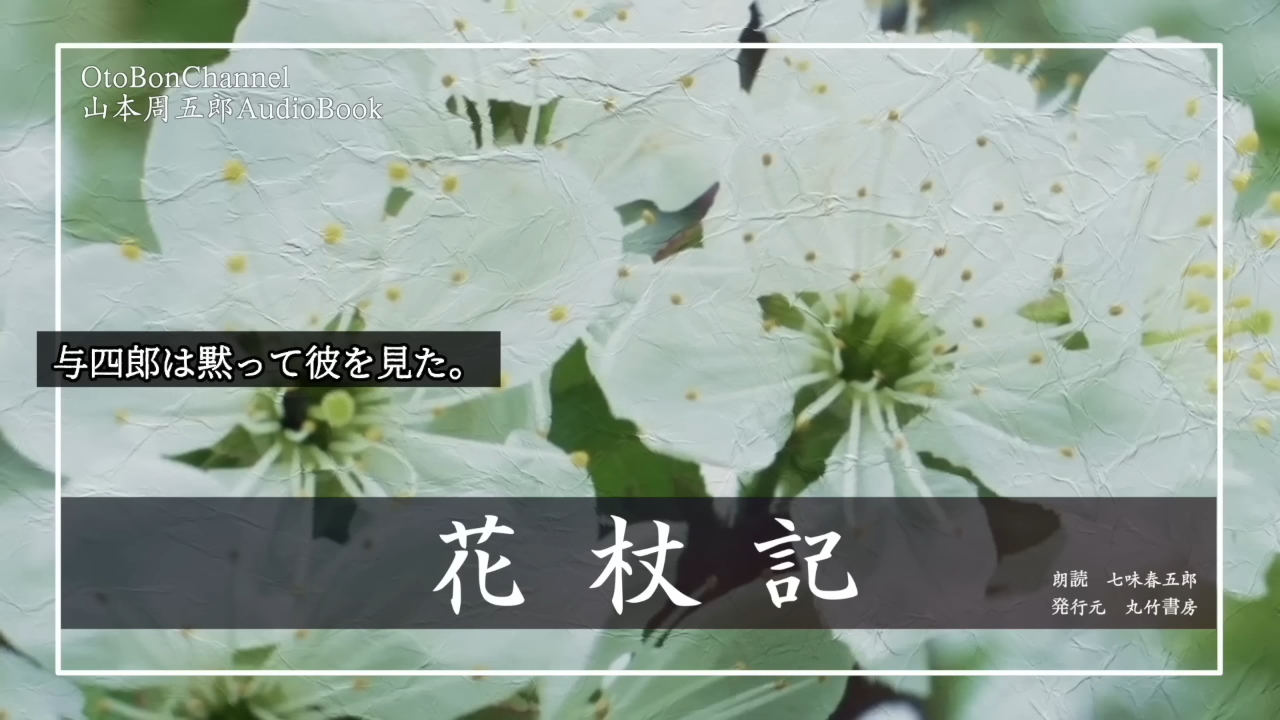 OtoBonChannel
山本周五郎AudioBook
与四郎は黙って彼を見た。
花杖記
朗読　七味春五郎
発行元　丸竹書房